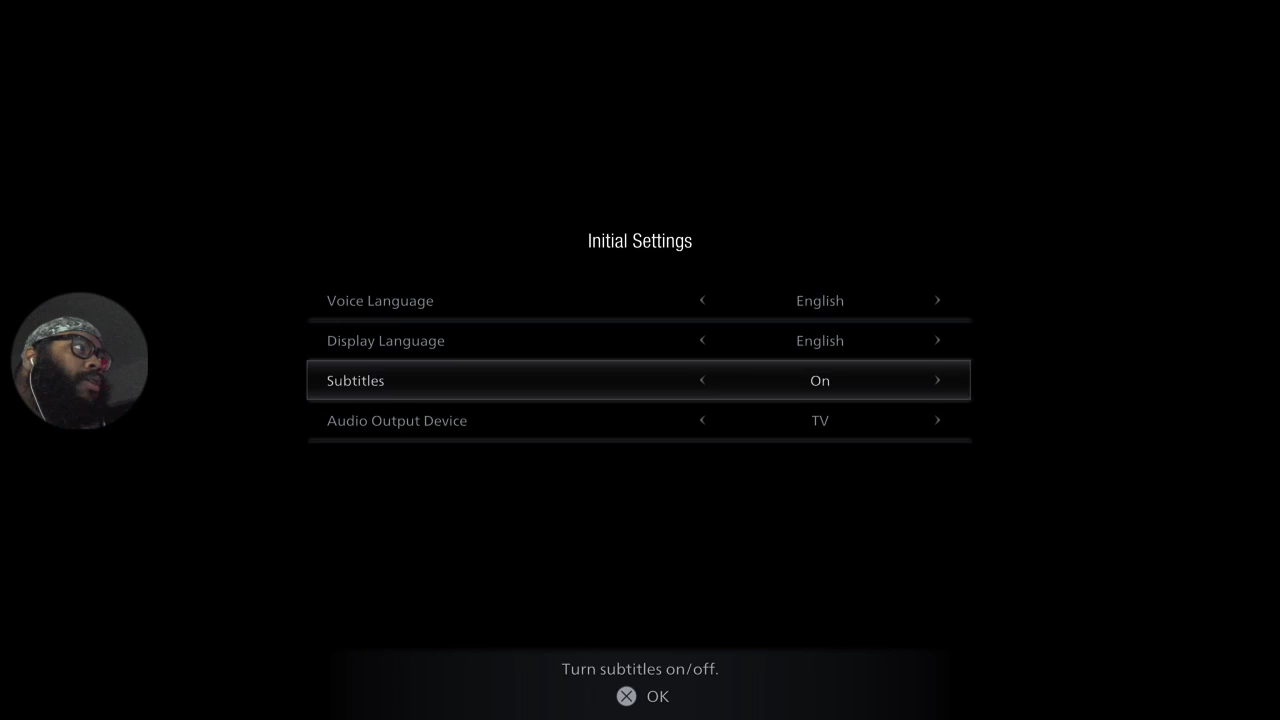 Initial Settings
Voice Language English
Display Language English
Subtitles On
Audio Output Device TV
Turn subtitles on/off.
OK